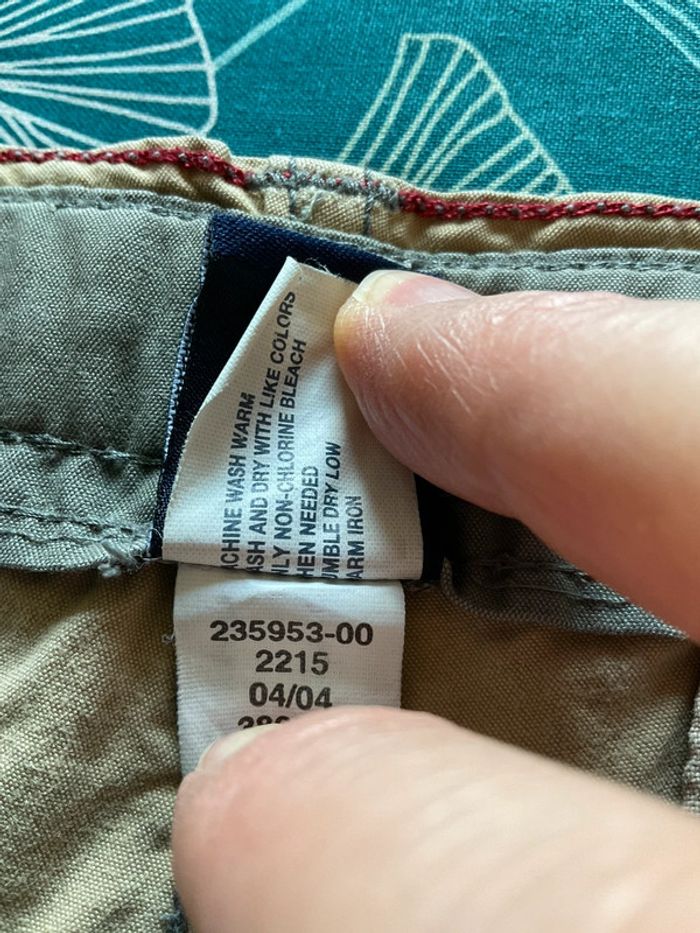 ACHINE WASH WARM
ASH AND DRY WITH LIKE COLORS
NLY NON-CHLORINE BLEACH
HEN NEEDED
UMBLE DRY LOW
ARM IRON
235953-00
2215
04/04